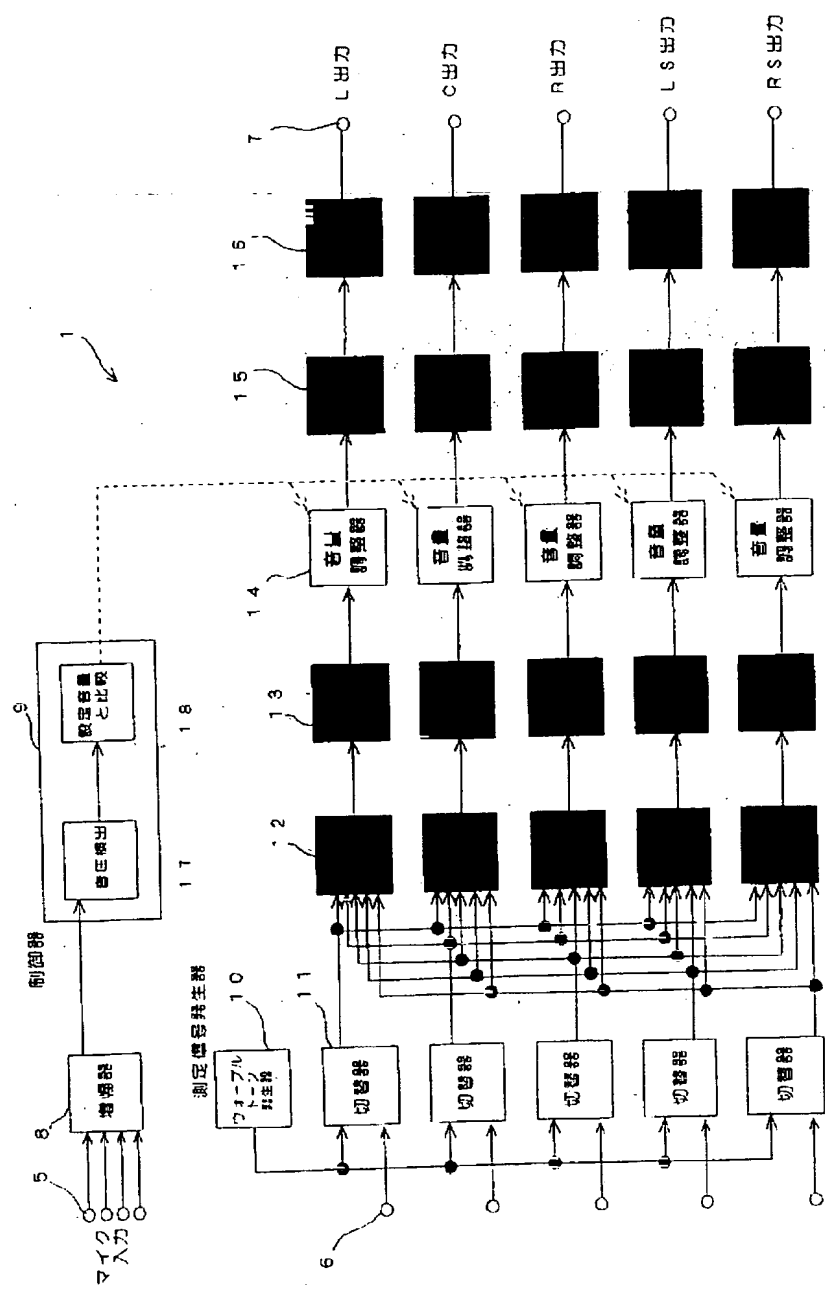 1
マイク
入力
5
8
増幅器
制御器
9
音圧検出
17
設定音量
と比較
18
測定信号発生器
10
ウォーブル
トーン
発生器
6
11
切替器
切替器
切替器
切替器
切替器
12
13
14
音量
調整器
音量
調整器
音量
調整器
音量
調整器
音量
調整器
15
16
7
L出力
C出力
R出力
LS出力
RS出力